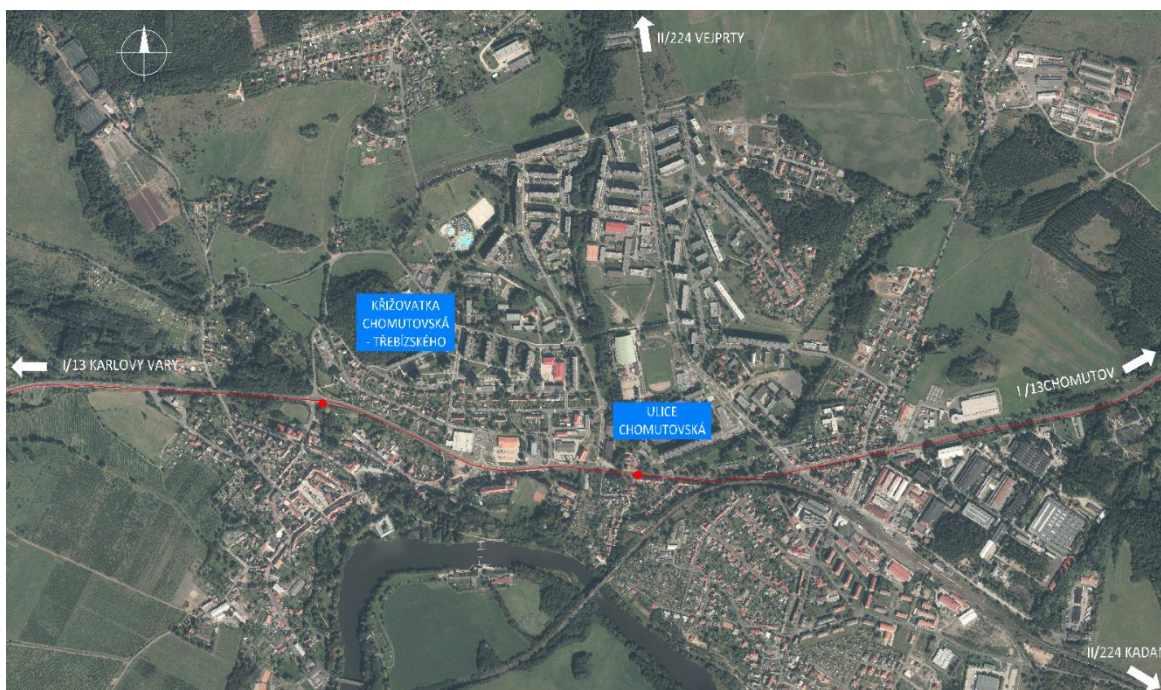 II/224 VEJPRTY
KŘIŽOVATKA
CHOMUTOVSKÁ
- TŘEBÍZSKÉHO
I/13 KARLOVY VARY
I /13CHOMUTOV
ULICE
CHOMUTOVSKÁ
II/224 KADAŇ